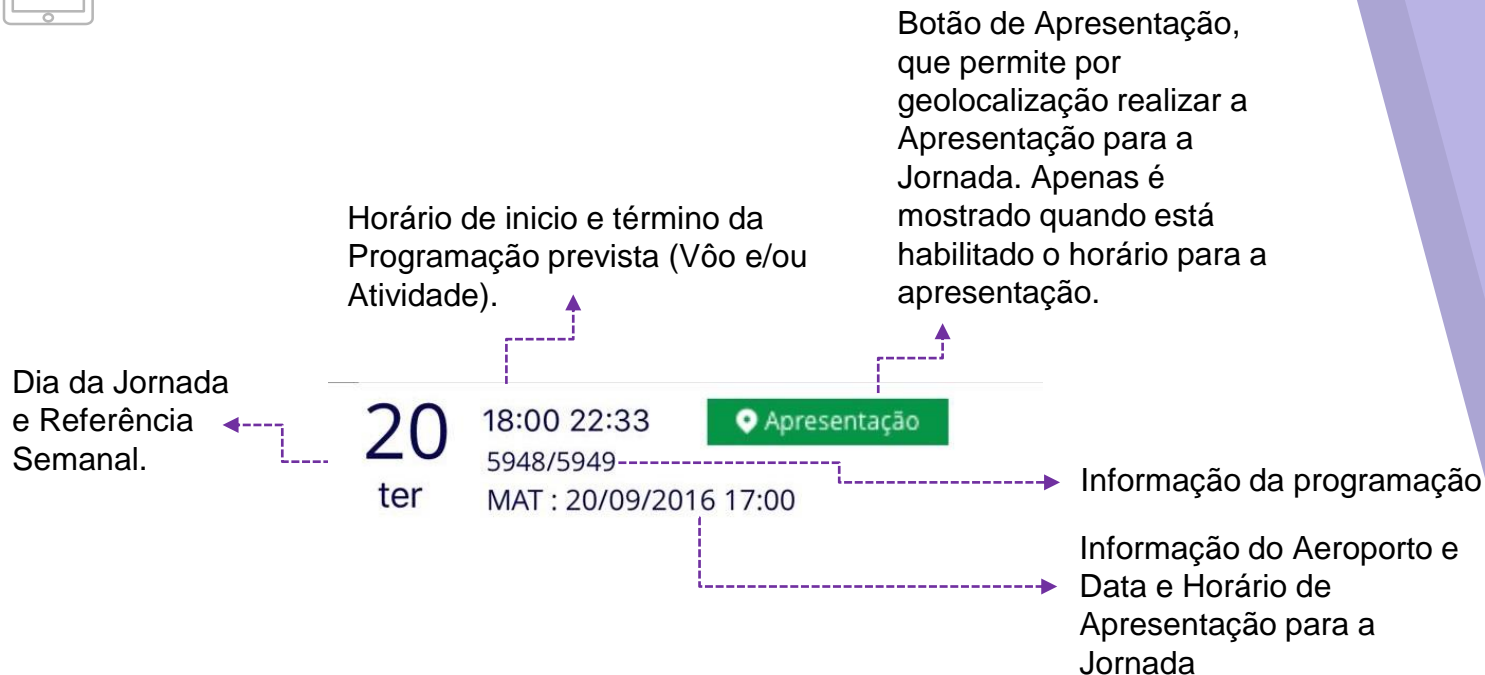 Botão de Apresentação,
que permite por
geolocalização realizar a
Apresentação para a
Jornada. Apenas é
mostrado quando está
habilitado o horário para a
apresentação.
Horário de inicio e término da
Programação prevista (Vôo e/ou
Atividade).
Dia da Jornada
e Referência
Semanal.
20
ter
18:00 22:33
5948/5949
MAT : 20/09/2016 17:00
Apresentação
Informação da programação
Informação do Aeroporto e
Data e Horário de
Apresentação para a
Jornada